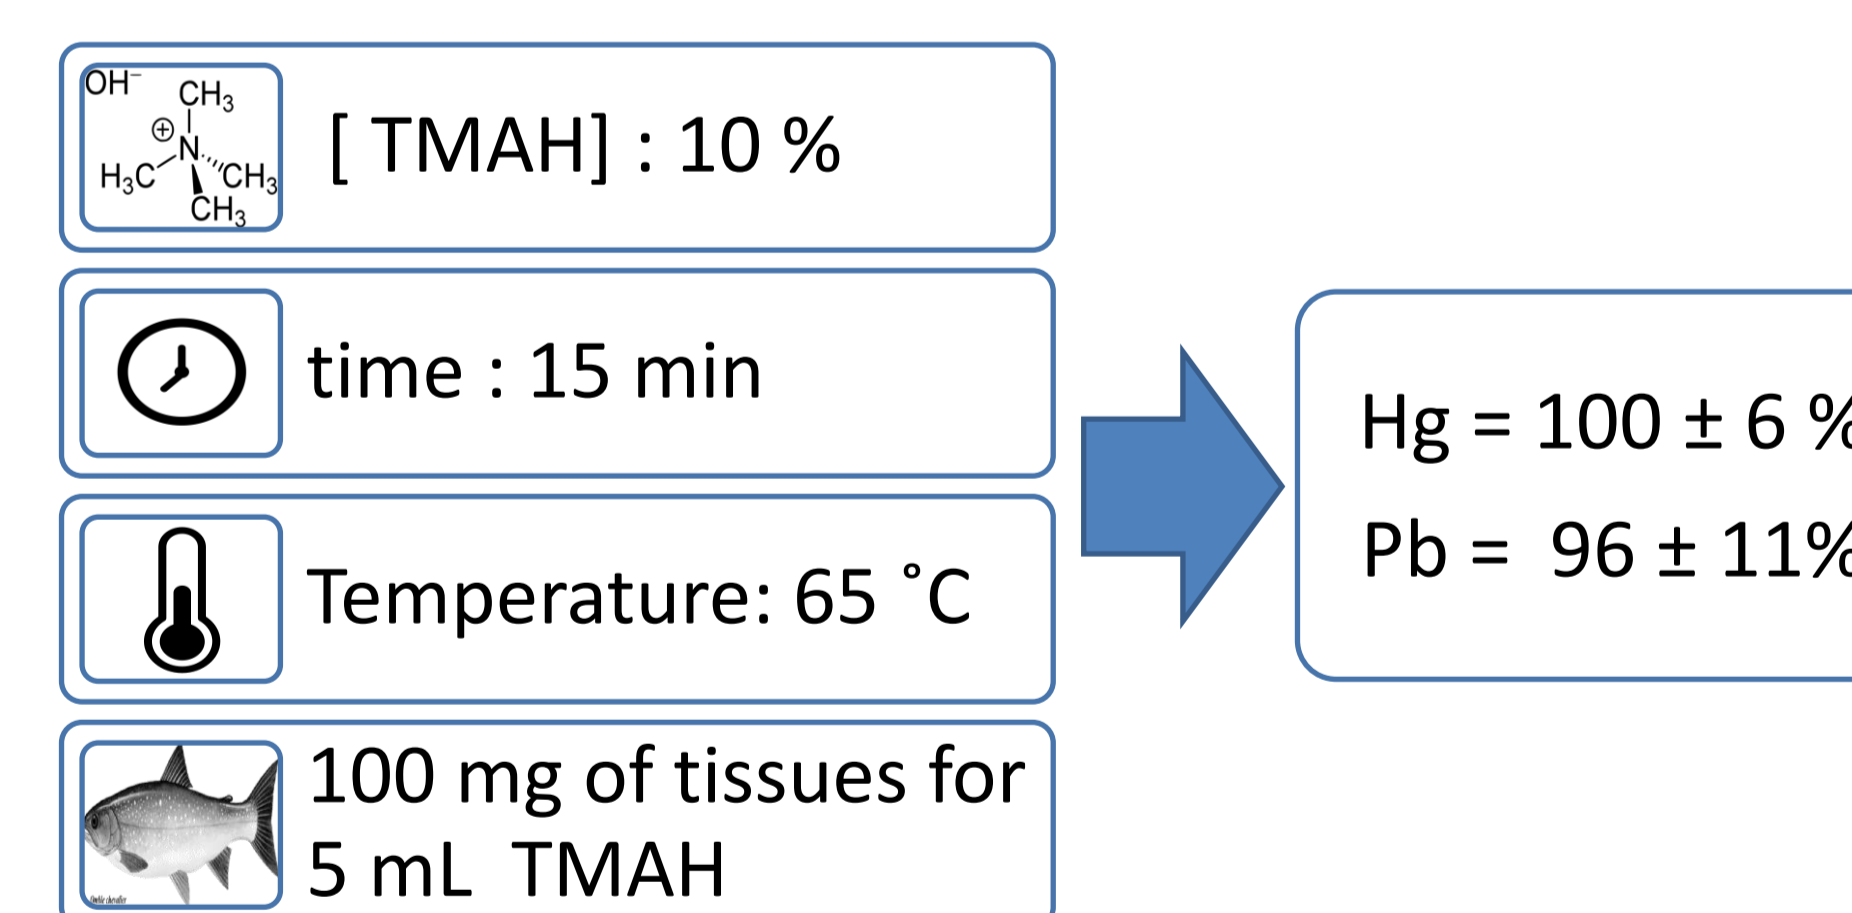 OH⁻
CH₃
⊕
N
H₃C
CH₃
CH₃
[ TMAH] : 10 %
time : 15 min
Temperature: 65 ˚C
100 mg of tissues for
5 mL  TMAH
Hg = 100 ± 6 %
Pb =  96 ± 11%